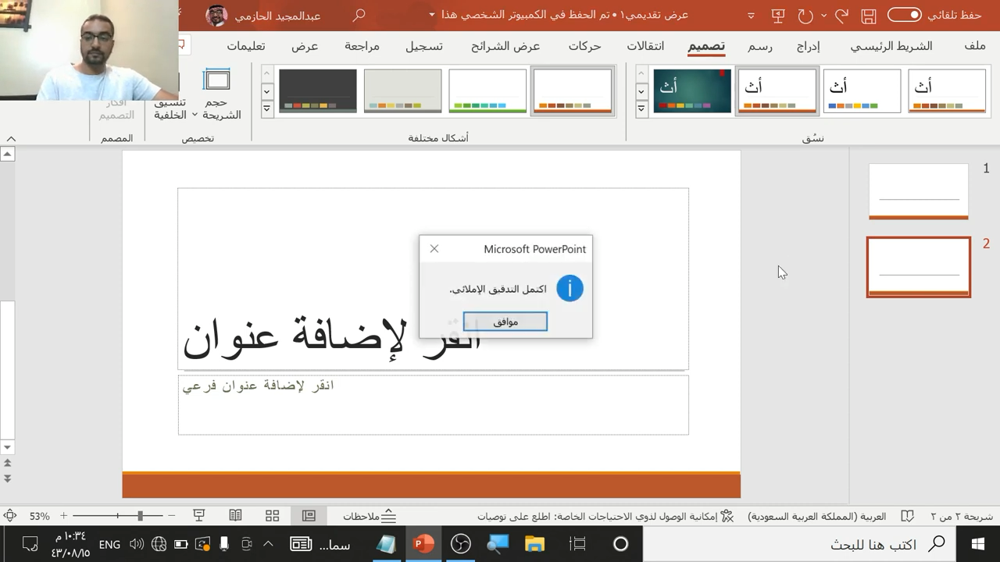 حفظ تلقائي
عرض تقديمي١ • تم الحفظ في الكمبيوتر الشخصي هذا
عبدالمجيد الحازمي
ملف
الشريط الرئيسي
إدراج
رسم
تصميم
انتقالات
حركات
عرض الشرائح
تسجيل
مراجعة
عرض
تعليمات
أث
أث
أث
أث
حجم
الشريحة
تنسيق
الخلفية
أفكار
التصميم
نسُق
أشكال مختلفة
تخصيص
المصمم
1
2
Microsoft PowerPoint
اكتمل التدقيق الإملائي.
موافق
انقر لإضافة عنوان
انقر لإضافة عنوان فرعي
شريحة ٢ من ٢
العربية (المملكة العربية السعودية)
إمكانية الوصول لذوي الاحتياجات الخاصة: اطلع على توصيات
ملاحظات
53%
اكتب هنا للبحث
سما...
ENG
١٠:٣٤ م
٤٣/٠٨/١٥